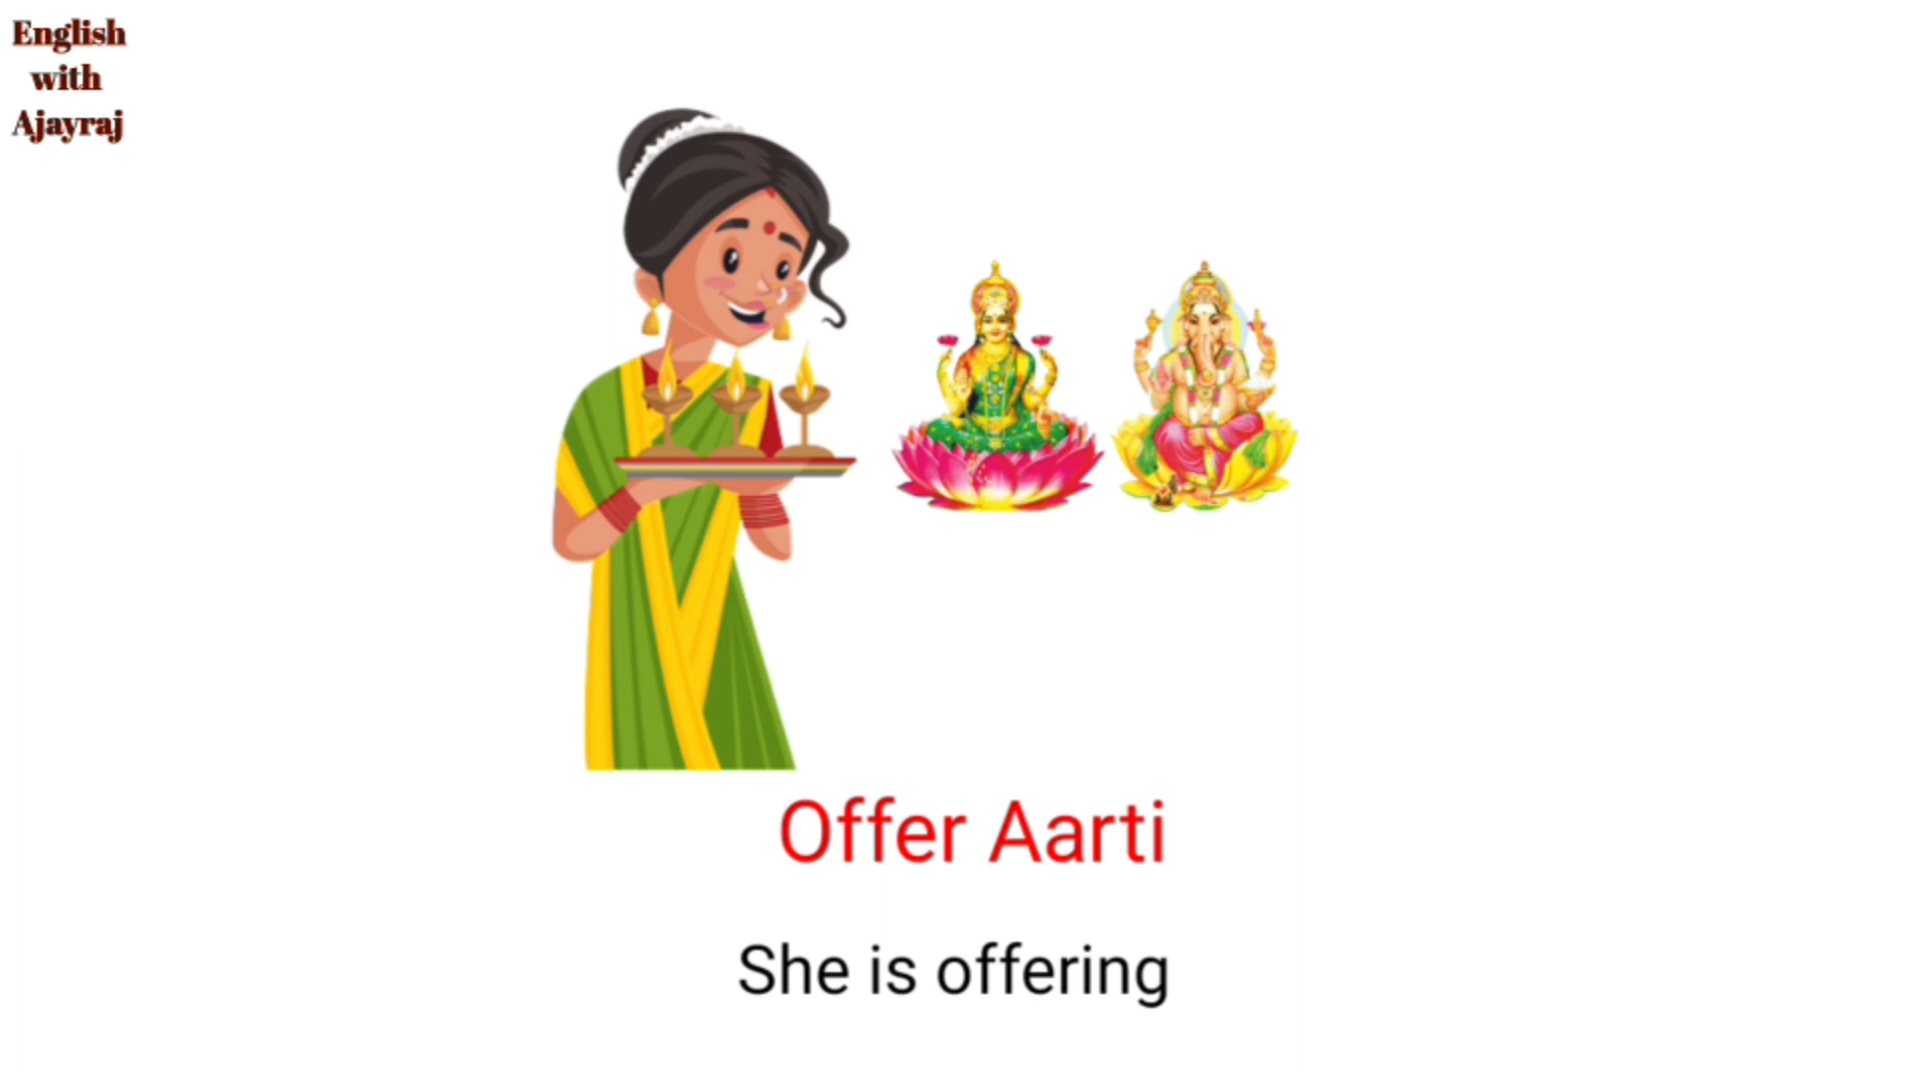 English
with
Ajayraj
Offer Aarti
She is offering